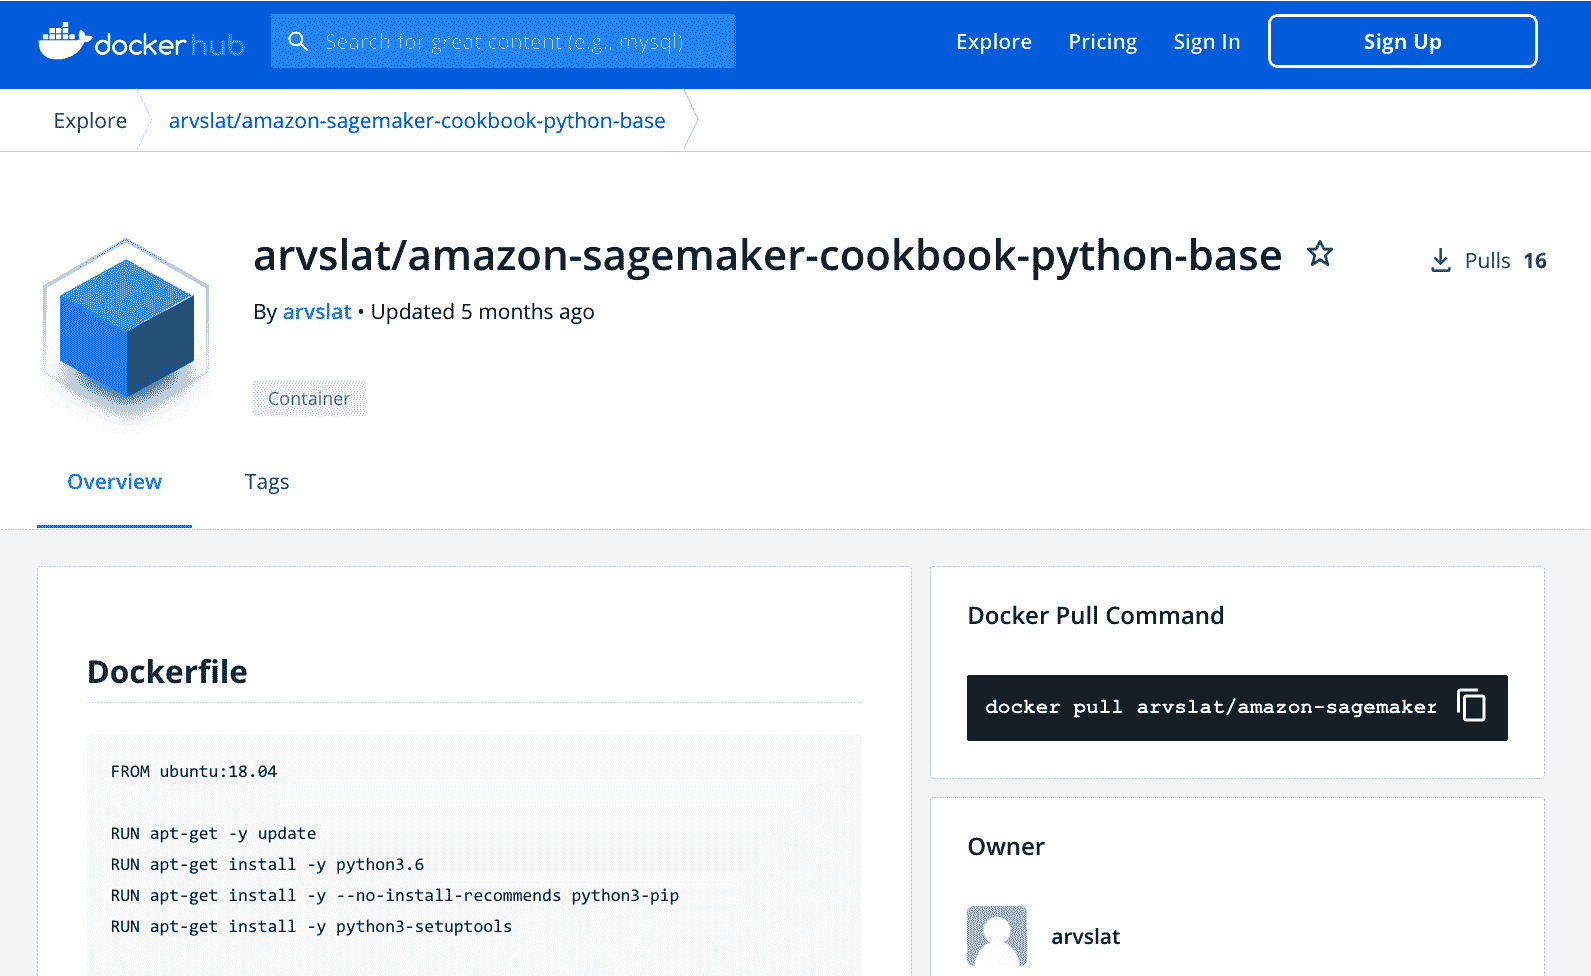 docker hub
Search for great content (e.g., mysql)
Explore Pricing Sign In Sign Up
Explore arvslat/amazon-sagemaker-cookbook-python-base
arvslat/amazon-sagemaker-cookbook-python-base
Pulls 16
By arvslat • Updated 5 months ago
Container
Overview Tags
Dockerfile
FROM ubuntu:18.04
RUN apt-get -y update
RUN apt-get install -y python3.6
RUN apt-get install -y --no-install-recommends python3-pip
RUN apt-get install -y python3-setuptools
Docker Pull Command
docker pull arvslat/amazon-sagemaker
Owner
arvslat